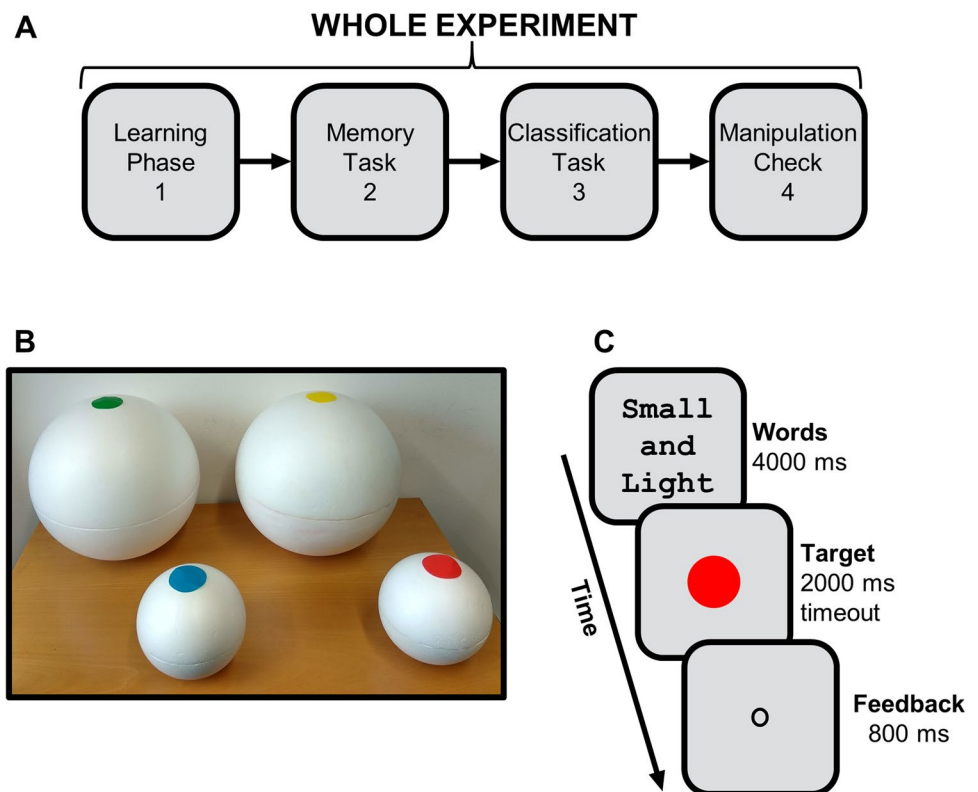 A
WHOLE EXPERIMENT
Learning
Phase
1
Memory
Task
2
Classification
Task
3
Manipulation
Check
4
B
C
Small
and
Light
Words
4000 ms
Target
2000 ms
timeout
Time
Feedback
800 ms